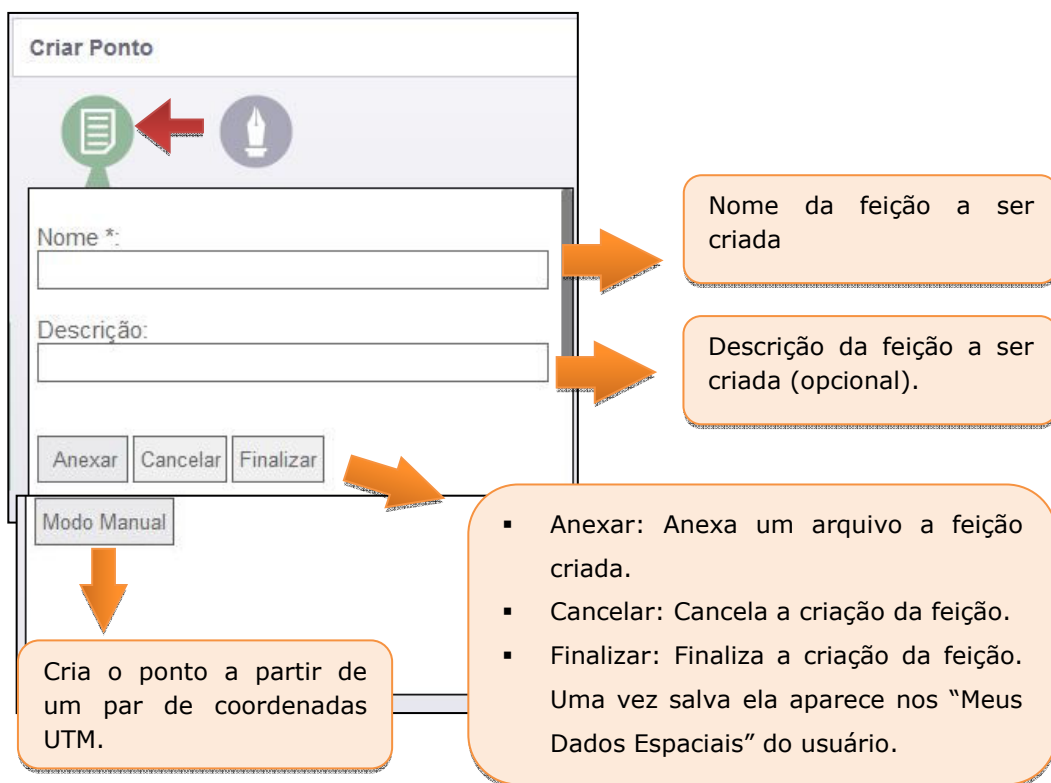 Criar Ponto
Nome *:
Nome da feição a ser
criada
Descrição:
Descrição da feição a ser
criada (opcional).
Anexar Cancelar Finalizar
Modo Manual
▪ Anexar: Anexa um arquivo a feição
criada.
▪ Cancelar: Cancela a criação da feição.
▪ Finalizar: Finaliza a criação da feição.
Uma vez salva ela aparece nos “Meus
Dados Espaciais” do usuário.
Cria o ponto a partir de
um par de coordenadas
UTM.